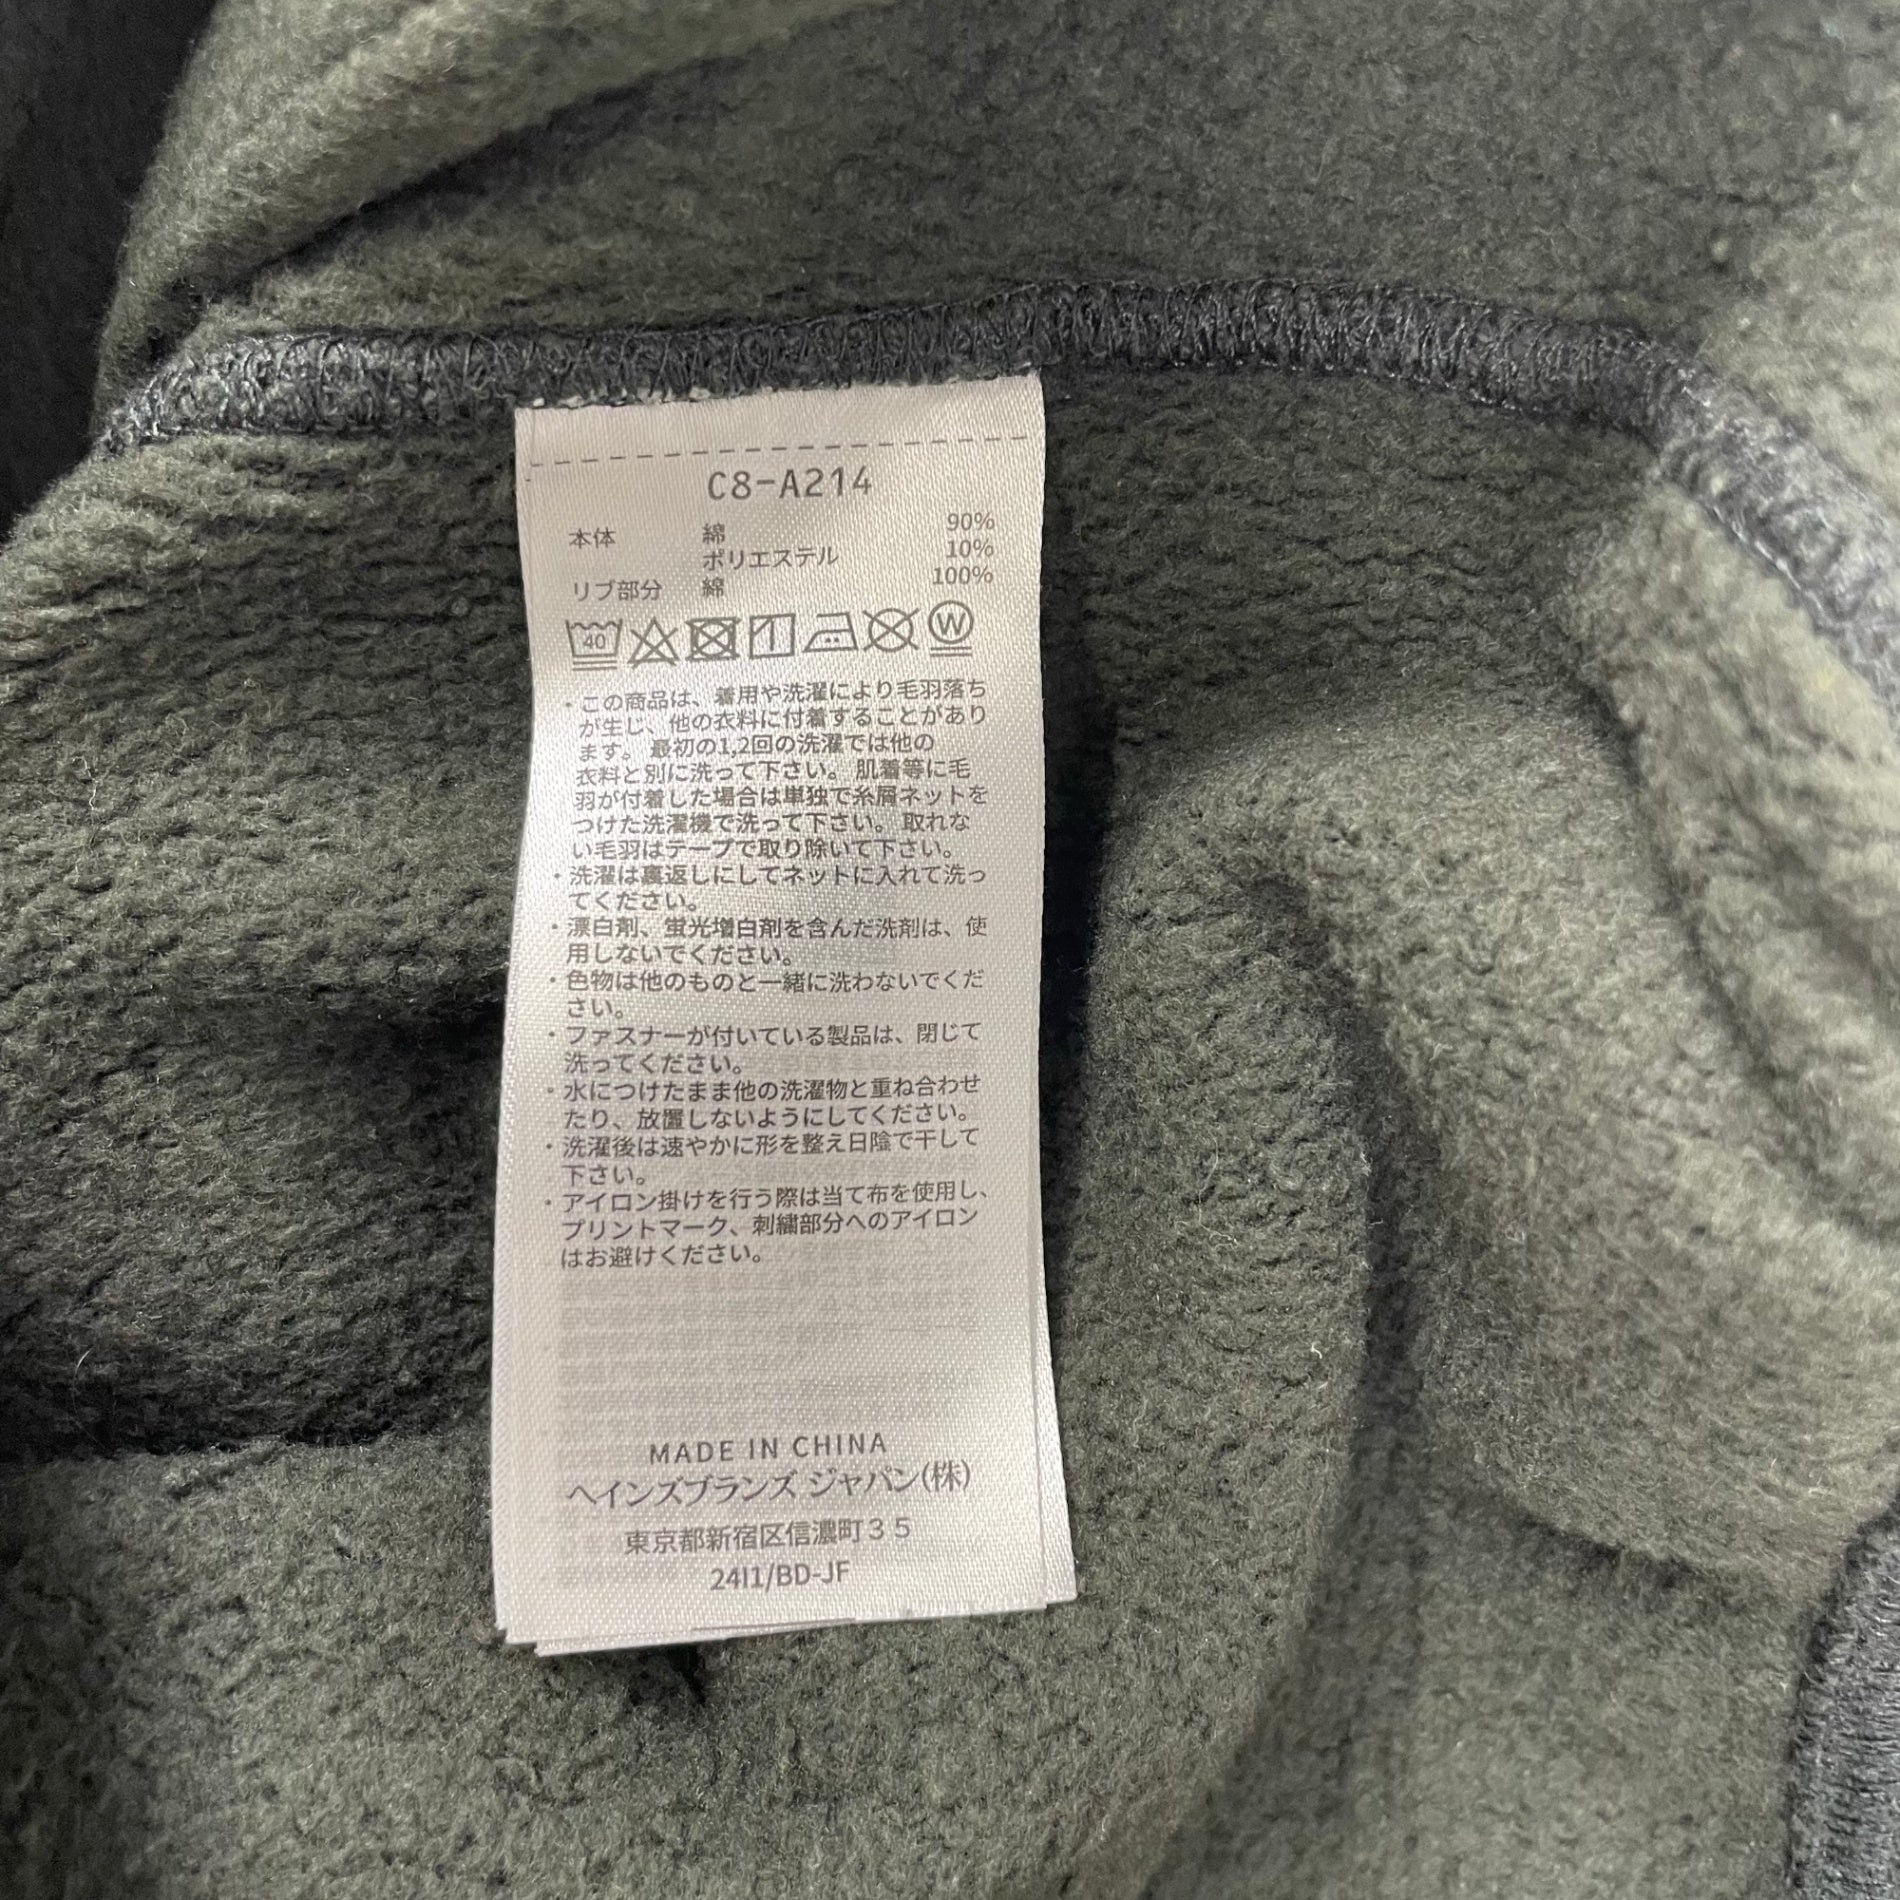 C8-A214
本体 綿 90%
ポリエステル 10%
リブ部分 綿 100%
40 W
・この商品は、着用や洗濯により毛羽落ち
が生じ、他の衣料に付着することがあり
ます。 最初の1,2回の洗濯では他の
衣料と別に洗って下さい。 肌着等に毛
羽が付着した場合は単独で糸屑ネットを
つけた洗濯機で洗って下さい。 取れな
い毛羽はテープで取り除いて下さい。
・洗濯は裏返しにしてネットに入れて洗っ
てください。
・漂白剤、蛍光増白剤を含んだ洗剤は、使
用しないでください。
・色物は他のものと一緒に洗わないでくだ
さい。
・ファスナーが付いている製品は、閉じて
洗ってください。
・水につけたまま他の洗濯物と重ね合わせ
たり、放置しないようにしてください。
・洗濯後は速やかに形を整え日陰で干して
下さい。
・アイロン掛けを行う際は当て布を使用し、
プリントマーク、刺繍部分へのアイロン
はお避けください。
MADE IN CHINA
ヘインズブランズ ジャパン(株)
東京都新宿区信濃町３５
24I1/BD-JF